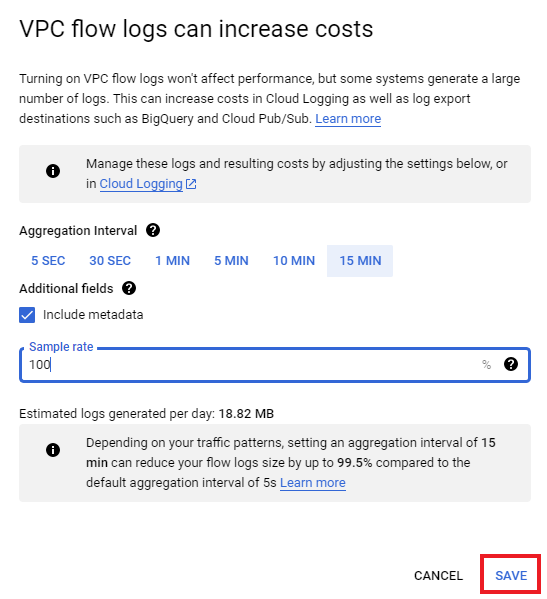 VPC flow logs can increase costs
Turning on VPC flow logs won't affect performance, but some systems generate a large
number of logs. This can increase costs in Cloud Logging as well as log export
destinations such as BigQuery and Cloud Pub/Sub. Learn more
Manage these logs and resulting costs by adjusting the settings below, or
in Cloud Logging
Aggregation Interval
5 SEC 30 SEC 1 MIN 5 MIN 10 MIN 15 MIN
Additional fields
Include metadata
Sample rate
100 %
Estimated logs generated per day: 18.82 MB
Depending on your traffic patterns, setting an aggregation interval of 15
min can reduce your flow logs size by up to 99.5% compared to the
default aggregation interval of 5s Learn more
CANCEL SAVE